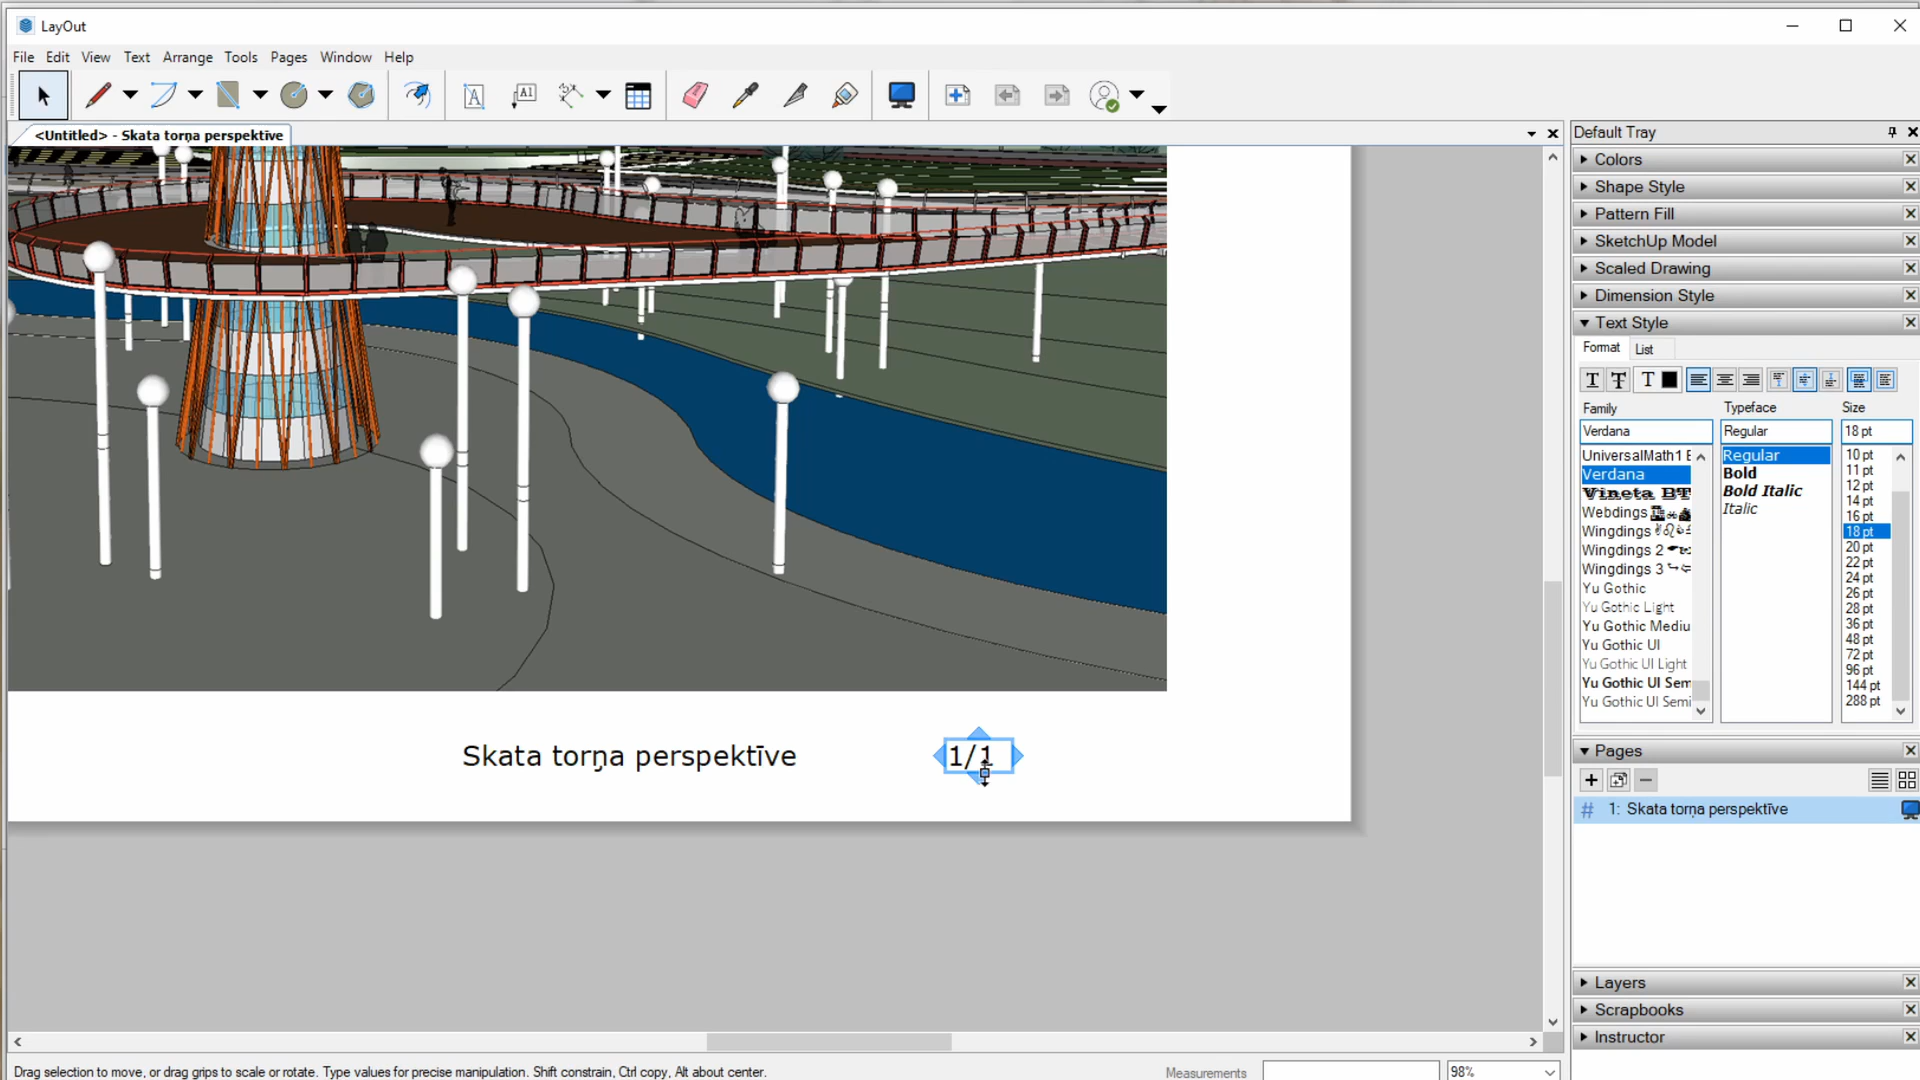 LayOut
File Edit View Text Arrange Tools Pages Window Help
A A1
<Untitled> - Skata torņa perspektīve
Default Tray
Colors
Shape Style
Pattern Fill
SketchUp Model
Scaled Drawing
Dimension Style
Text Style
Format List
T T T
Family Typeface Size
Verdana Regular 18 pt
UniversalMath1 B
Verdana
Vineta BT
Webdings
Wingdings
Wingdings 2
Wingdings 3
Yu Gothic
Yu Gothic Light
Yu Gothic Mediu
Yu Gothic UI
Yu Gothic UI Light
Yu Gothic UI Sem
Yu Gothic UI Semi
Regular
Bold
Bold Italic
Italic
10 pt
11 pt
12 pt
14 pt
16 pt
18 pt
20 pt
22 pt
24 pt
26 pt
28 pt
36 pt
48 pt
72 pt
96 pt
144 pt
288 pt
Skata torņa perspektīve 1/1
Pages
# 1: Skata torņa perspektīve
Layers
Scrapbooks
Instructor
Drag selection to move, or drag grips to scale or rotate. Type values for precise manipulation. Shift constrain, Ctrl copy, Alt about center. Measurements 98%